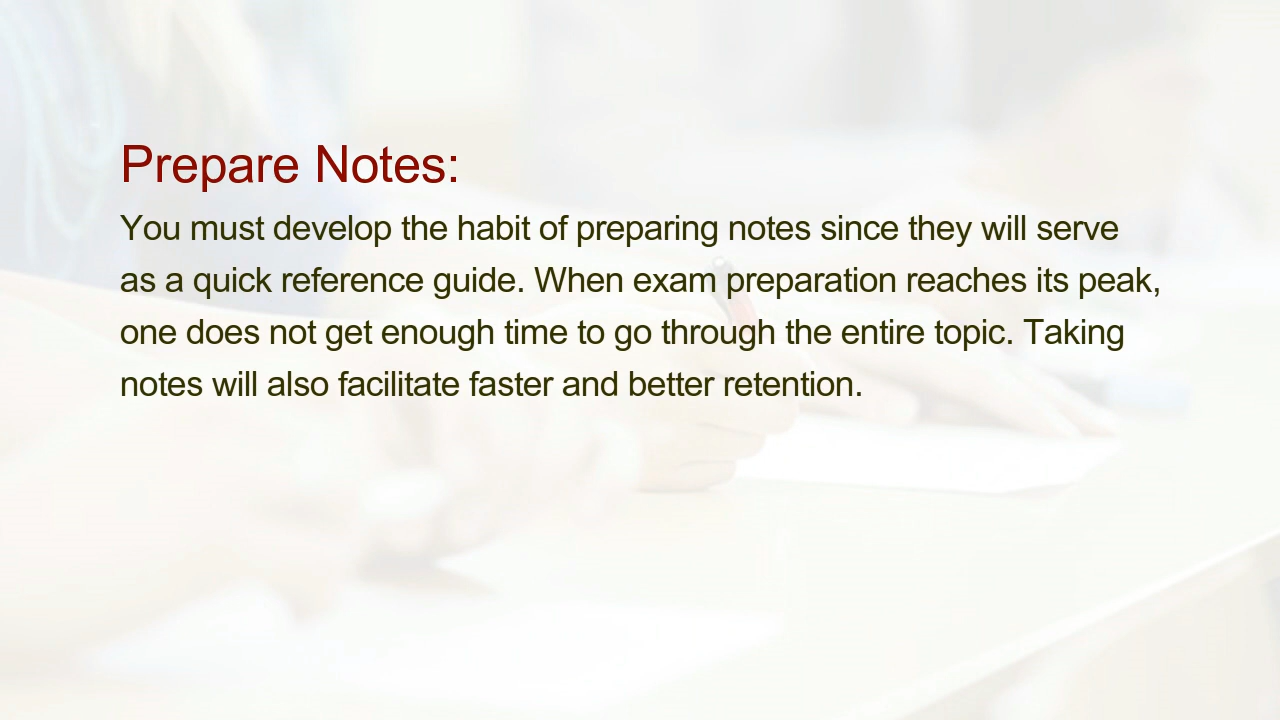 Prepare Notes:
You must develop the habit of preparing notes since they will serve
as a quick reference guide. When exam preparation reaches its peak,
one does not get enough time to go through the entire topic. Taking
notes will also facilitate faster and better retention.